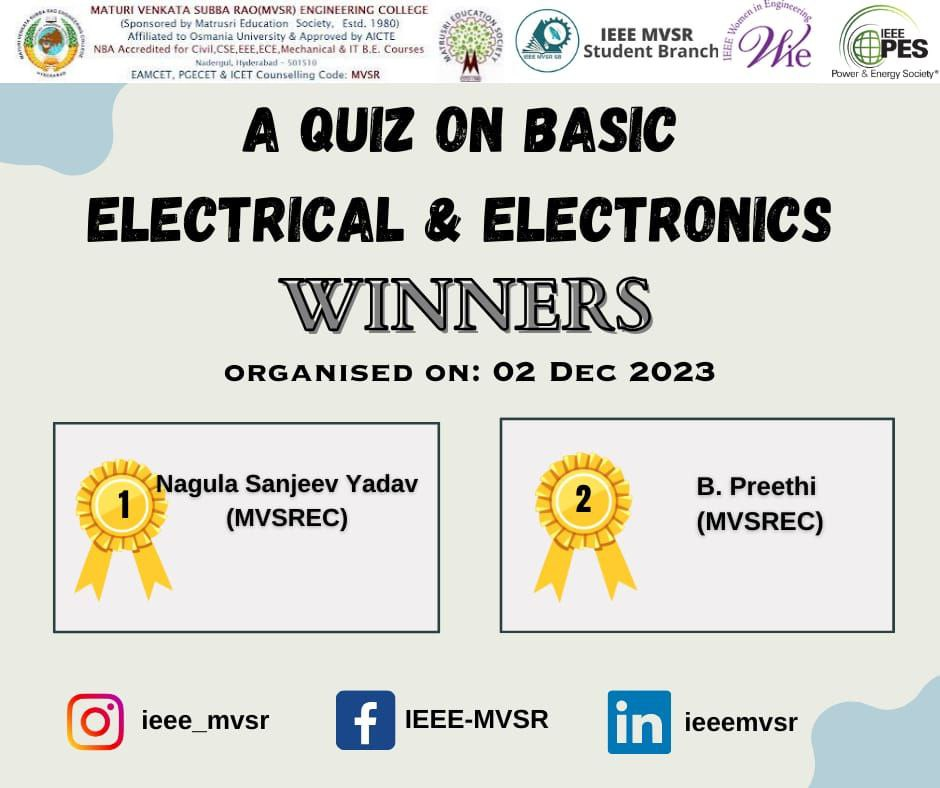 MATURI VENKATA SUBBA RAO(MVSR) ENGINEERING COLLEGE
(Sponsored by Matrusri Education Society, Estd. 1980)
Affiliated to Osmania University & Approved by AICTE
NBA Accredited for Civil,CSE,EEE,ECE,Mechanical & IT B.E. Courses
Nadergul, Hyderabad - 501510
EAMCET, PGECET & ICET Counselling Code: MVSR
MATRUSRI EDUCATION SOCIETY
IEEE MVSR SB
IEEE MVSR
Student Branch
IEEE Women in Engineering
Wie
IEEE
PES
Power & Energy Society®
A QUIZ ON BASIC
ELECTRICAL & ELECTRONICS
WINNERS
ORGANISED ON: 02 DEC 2023
1
Nagula Sanjeev Yadav
(MVSREC)
2
B. Preethi
(MVSREC)
ieee_mvsr
IEEE-MVSR
ieeemvsr